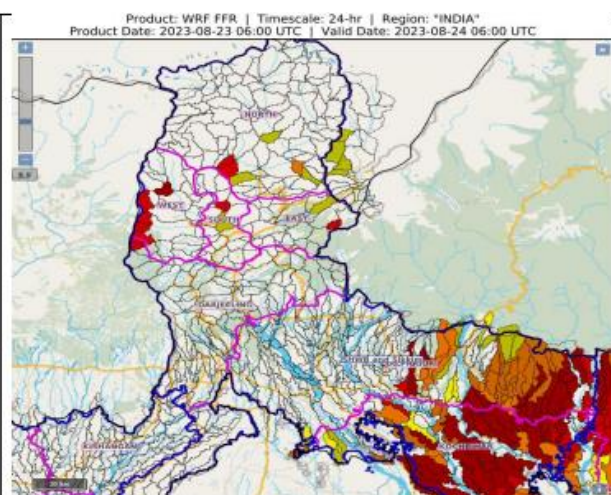 Product: WRF FFR | Timescale: 24-hr | Region: "INDIA"
Product Date: 2023-08-23 06:00 UTC | Valid Date: 2023-08-24 06:00 UTC
NORTH
WEST
SOUTH
EAST
DARJEELING